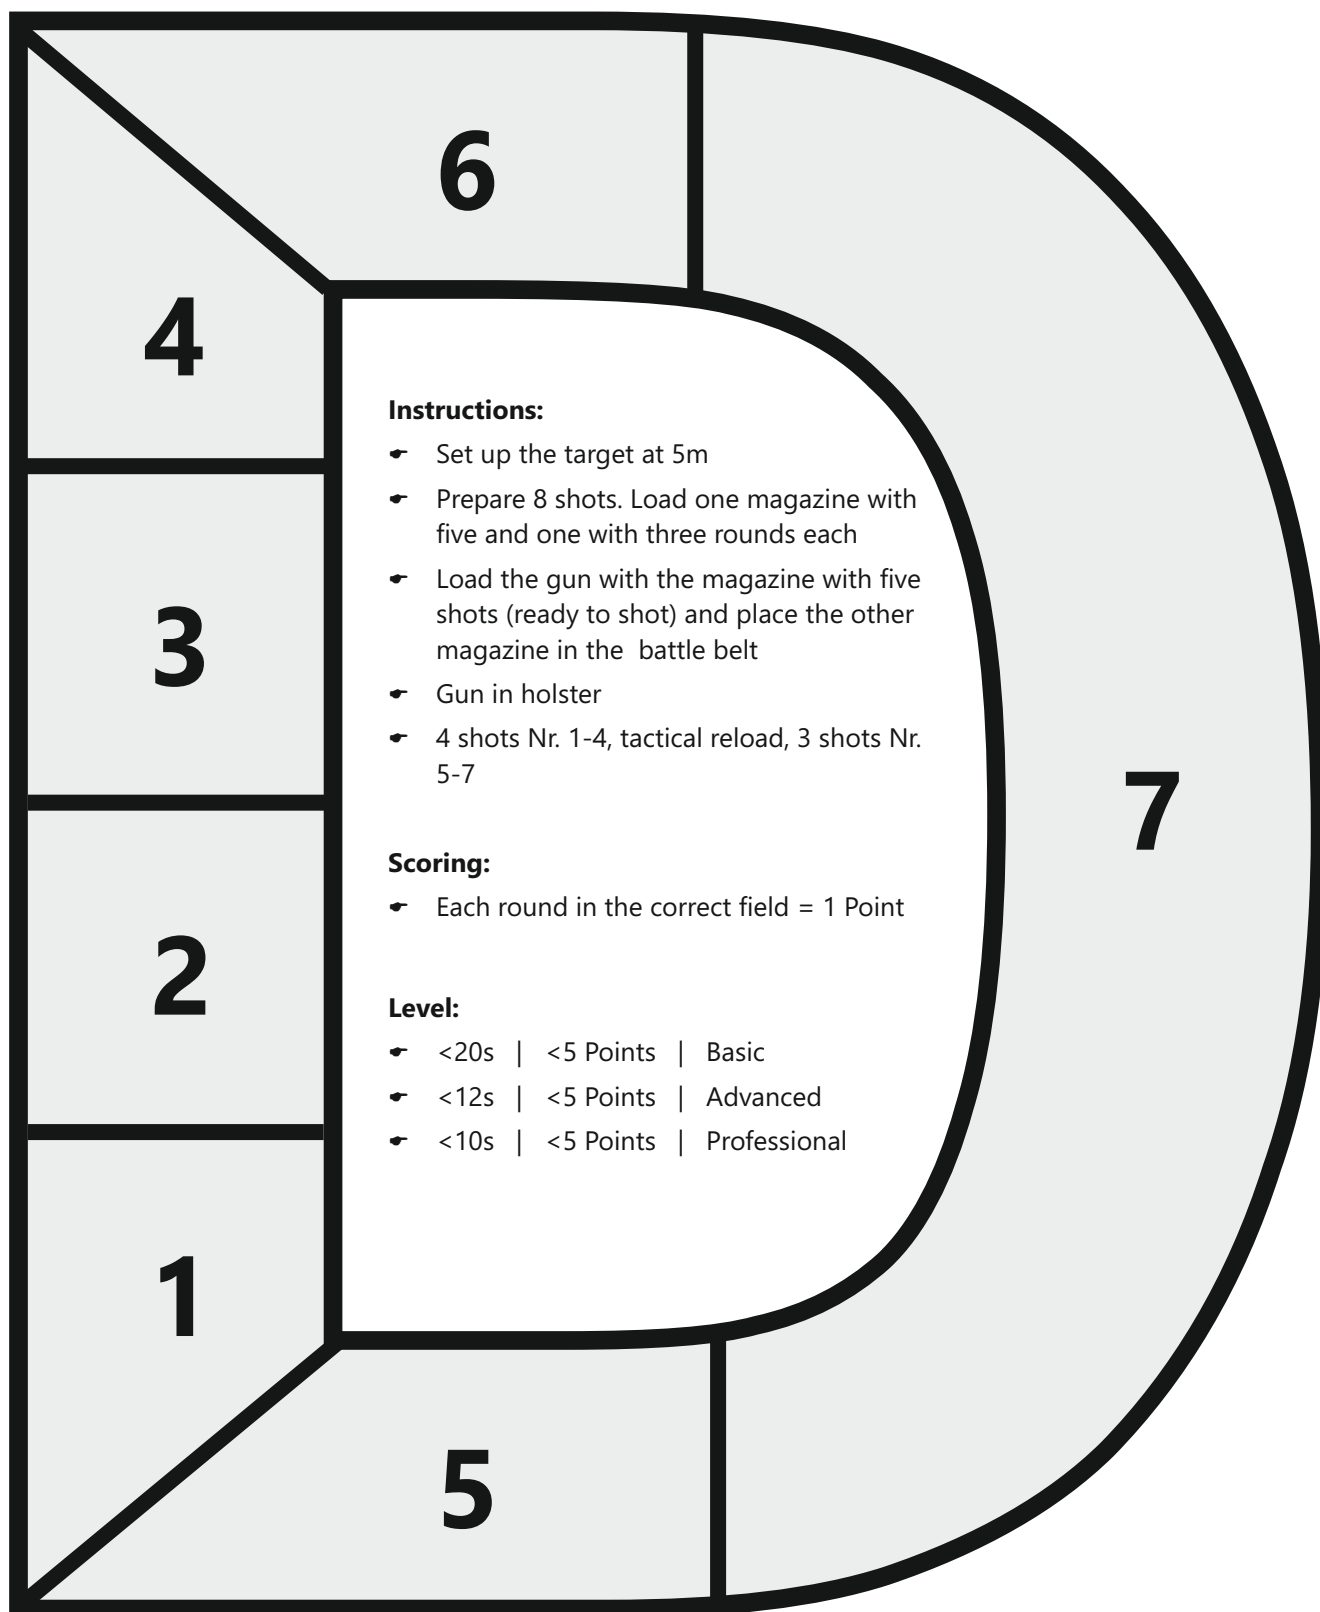 6
4
Instructions:
Set up the target at 5m
Prepare 8 shots. Load one magazine with
five and one with three rounds each
Load the gun with the magazine with five
shots (ready to shot) and place the other
magazine in the  battle belt
Gun in holster
4 shots Nr. 1-4, tactical reload, 3 shots Nr.
5-7
3
7
Scoring:
Each round in the correct field = 1 Point
2
Level:
<20s | <5 Points | Basic
<12s | <5 Points | Advanced
<10s | <5 Points | Professional
1
5